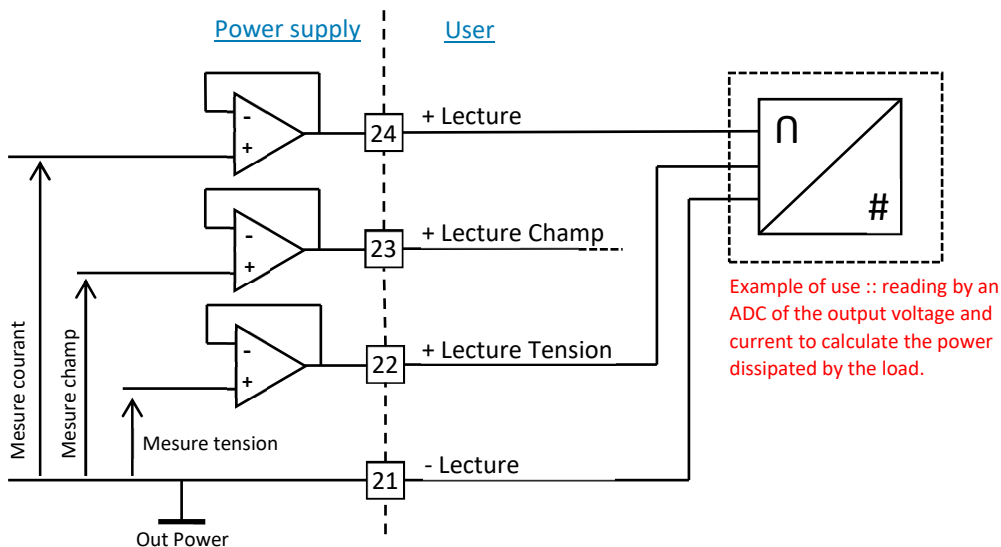 Power supply
User
-
+
24
+ Lecture
∩
#
-
+
23
+ Lecture Champ
Example of use :: reading by an
ADC of the output voltage and
current to calculate the power
dissipated by the load.
-
+
22
+ Lecture Tension
Mesure courant
Mesure champ
Mesure tension
21
- Lecture
Out Power